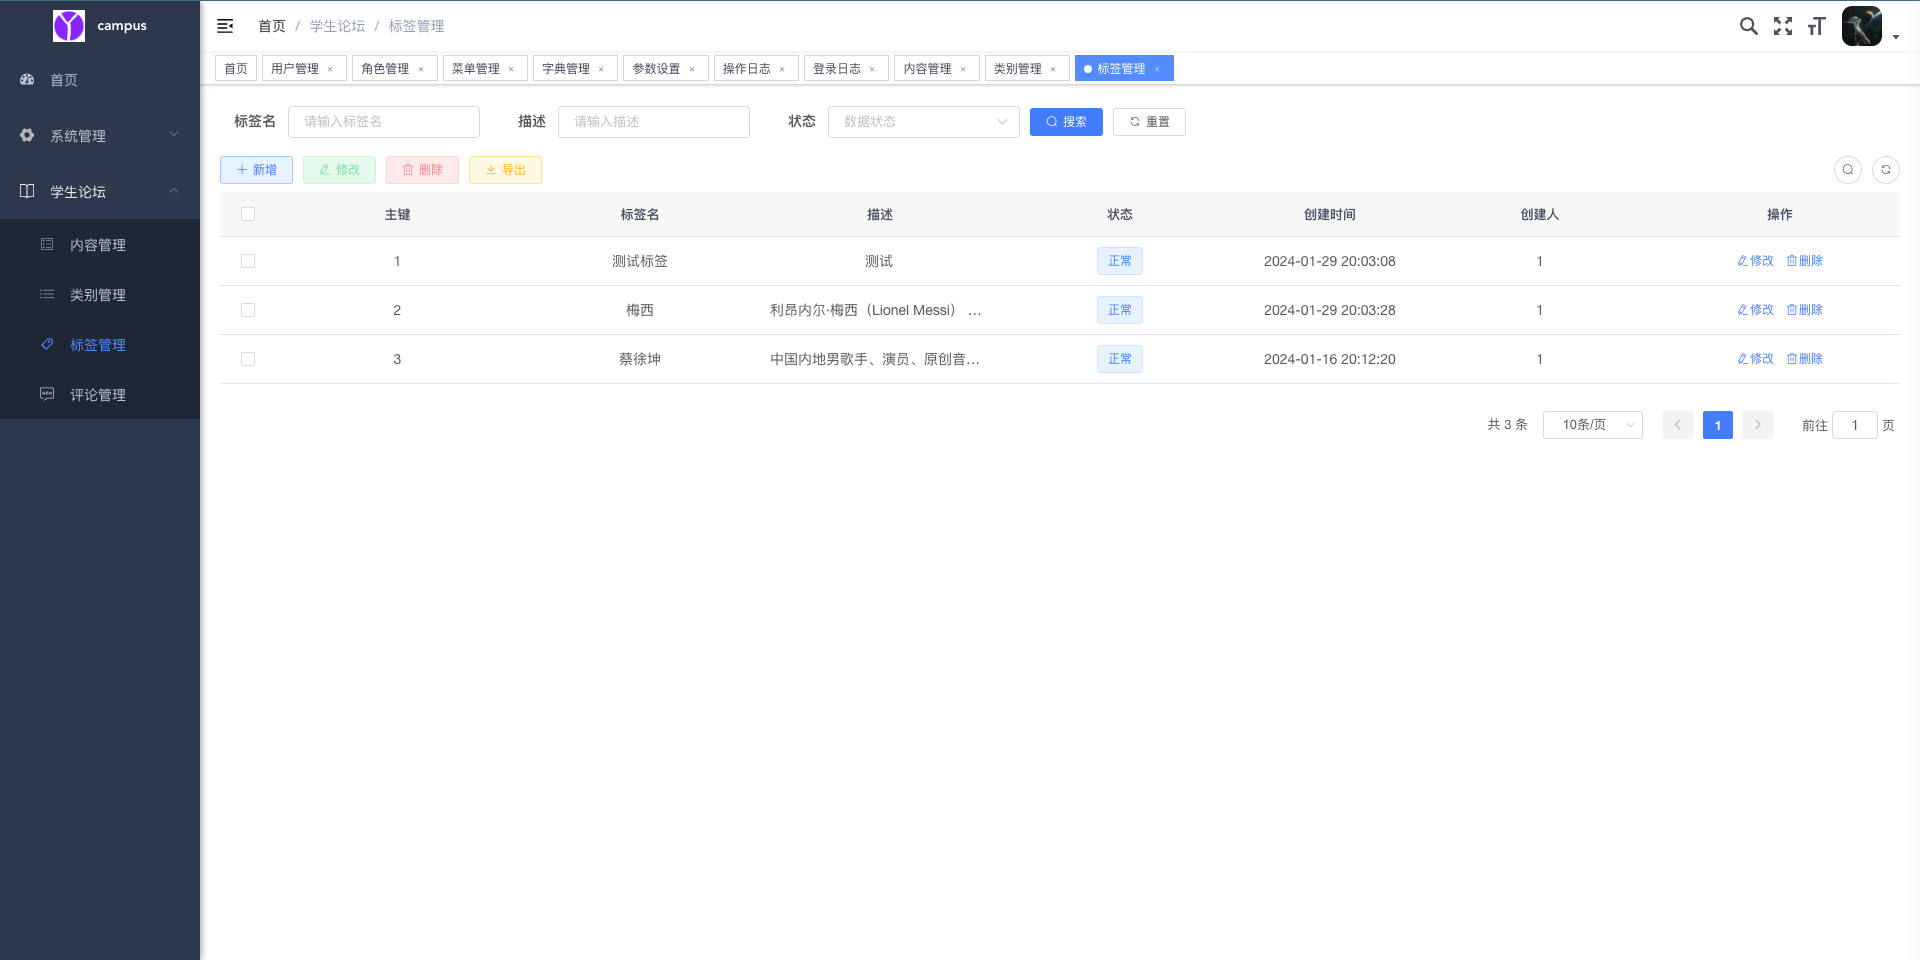 campus
首页
系统管理
学生论坛
内容管理
类别管理
标签管理
评论管理
首页 / 学生论坛 / 标签管理
首页 用户管理 × 角色管理 × 菜单管理 × 字典管理 × 参数设置 × 操作日志 × 登录日志 × 内容管理 × 类别管理 × 标签管理 ×
标签名 请输入标签名 描述 请输入描述 状态 数据状态 搜索 重置
新增 修改 删除 导出
主键 标签名 描述 状态 创建时间 创建人 操作
1 测试标签 测试 正常 2024-01-29 20:03:08 1 修改 删除
2 梅西 利昂内尔·梅西（Lionel Messi） … 正常 2024-01-29 20:03:28 1 修改 删除
3 蔡徐坤 中国内地男歌手、演员、原创音… 正常 2024-01-16 20:12:20 1 修改 删除
共 3 条 10条/页 1 前往 1 页